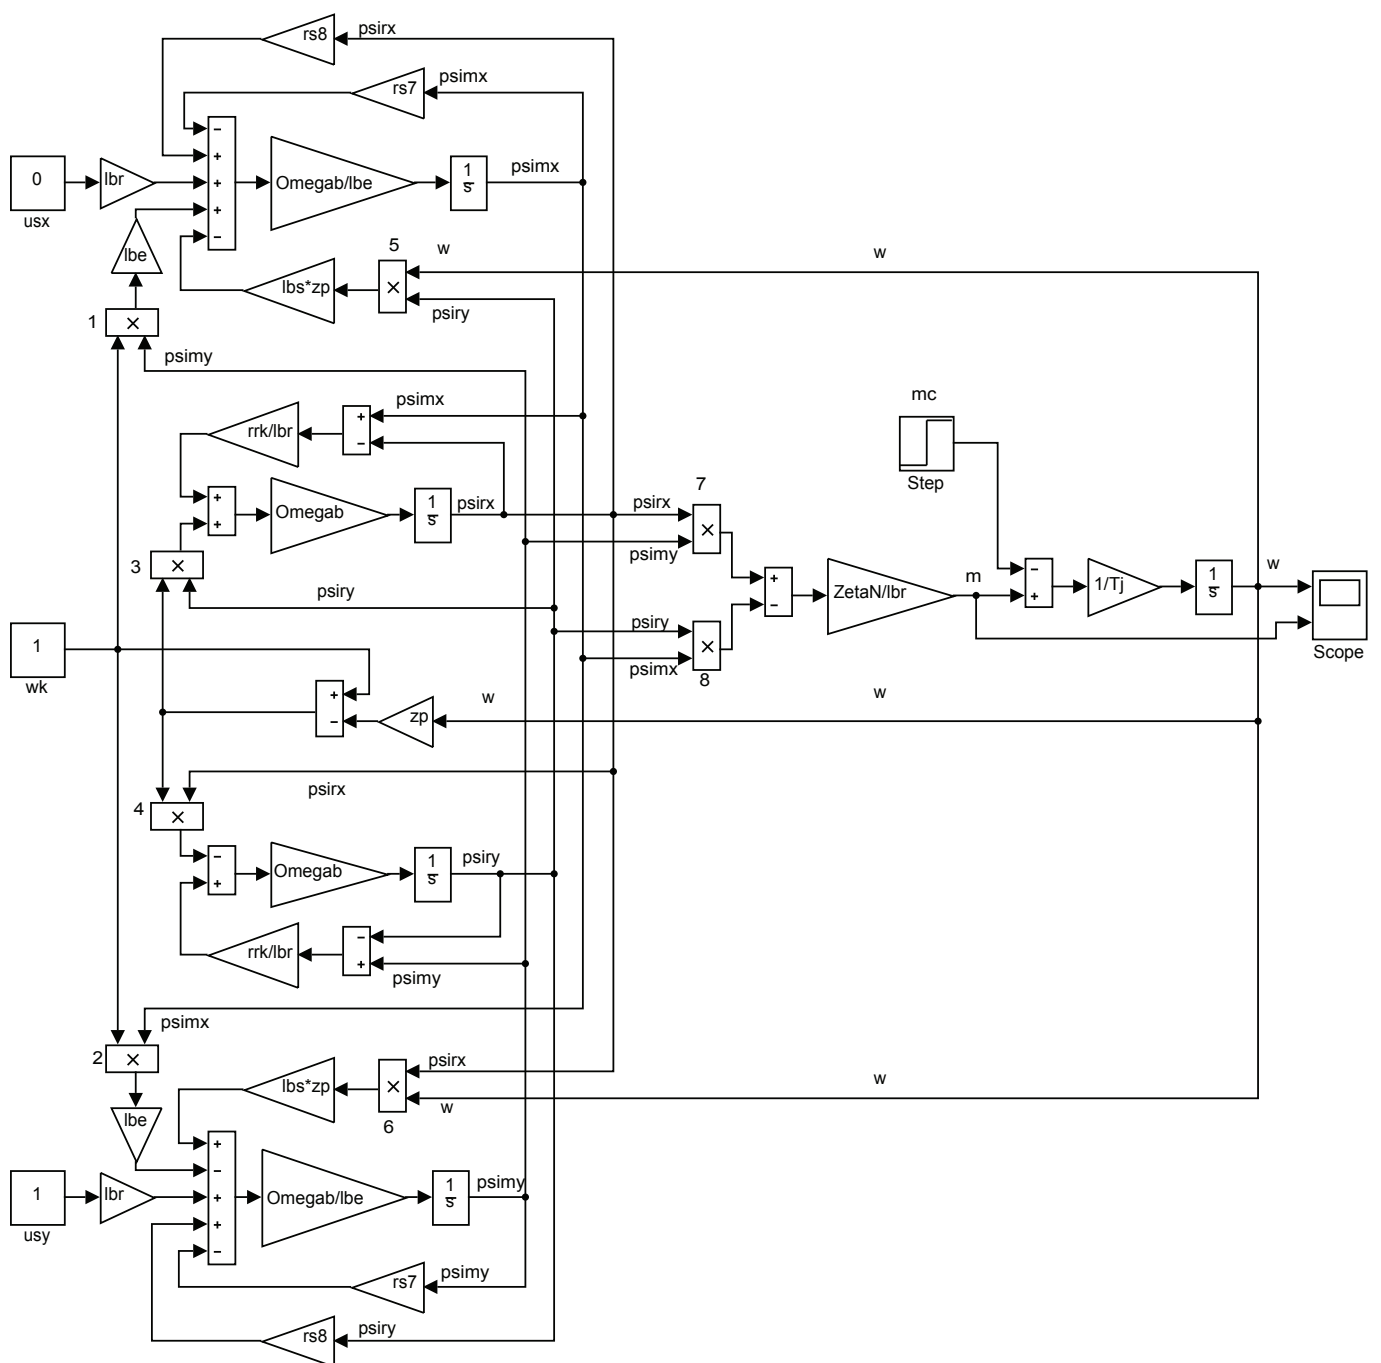 rs8
psirx
rs7
psimx
−
+
0
lbr
+
Omegab/lbe
1
s
psimx
usx
+
−
lbe
lbs*zp
5
×
w
w
psiry
1
×
psimy
psimx
rrk/lbr
+
−
mc
Step
+
+
Omegab
1
s
psirx
psirx
7
×
psimy
3
×
psiry
+
−
ZetaN/lbr
m
−
+
1/Tj
1
s
w
Scope
psiry
×
psimx
8
1
wk
+
−
zp
w
w
psirx
4
×
−
+
Omegab
1
s
psiry
rrk/lbr
−
+
psimy
psimx
2
×
lbe
lbs*zp
×
6
psirx
w
w
+
−
+
+
−
1
usy
lbr
Omegab/lbe
1
s
psimy
rs7
psimy
rs8
psiry